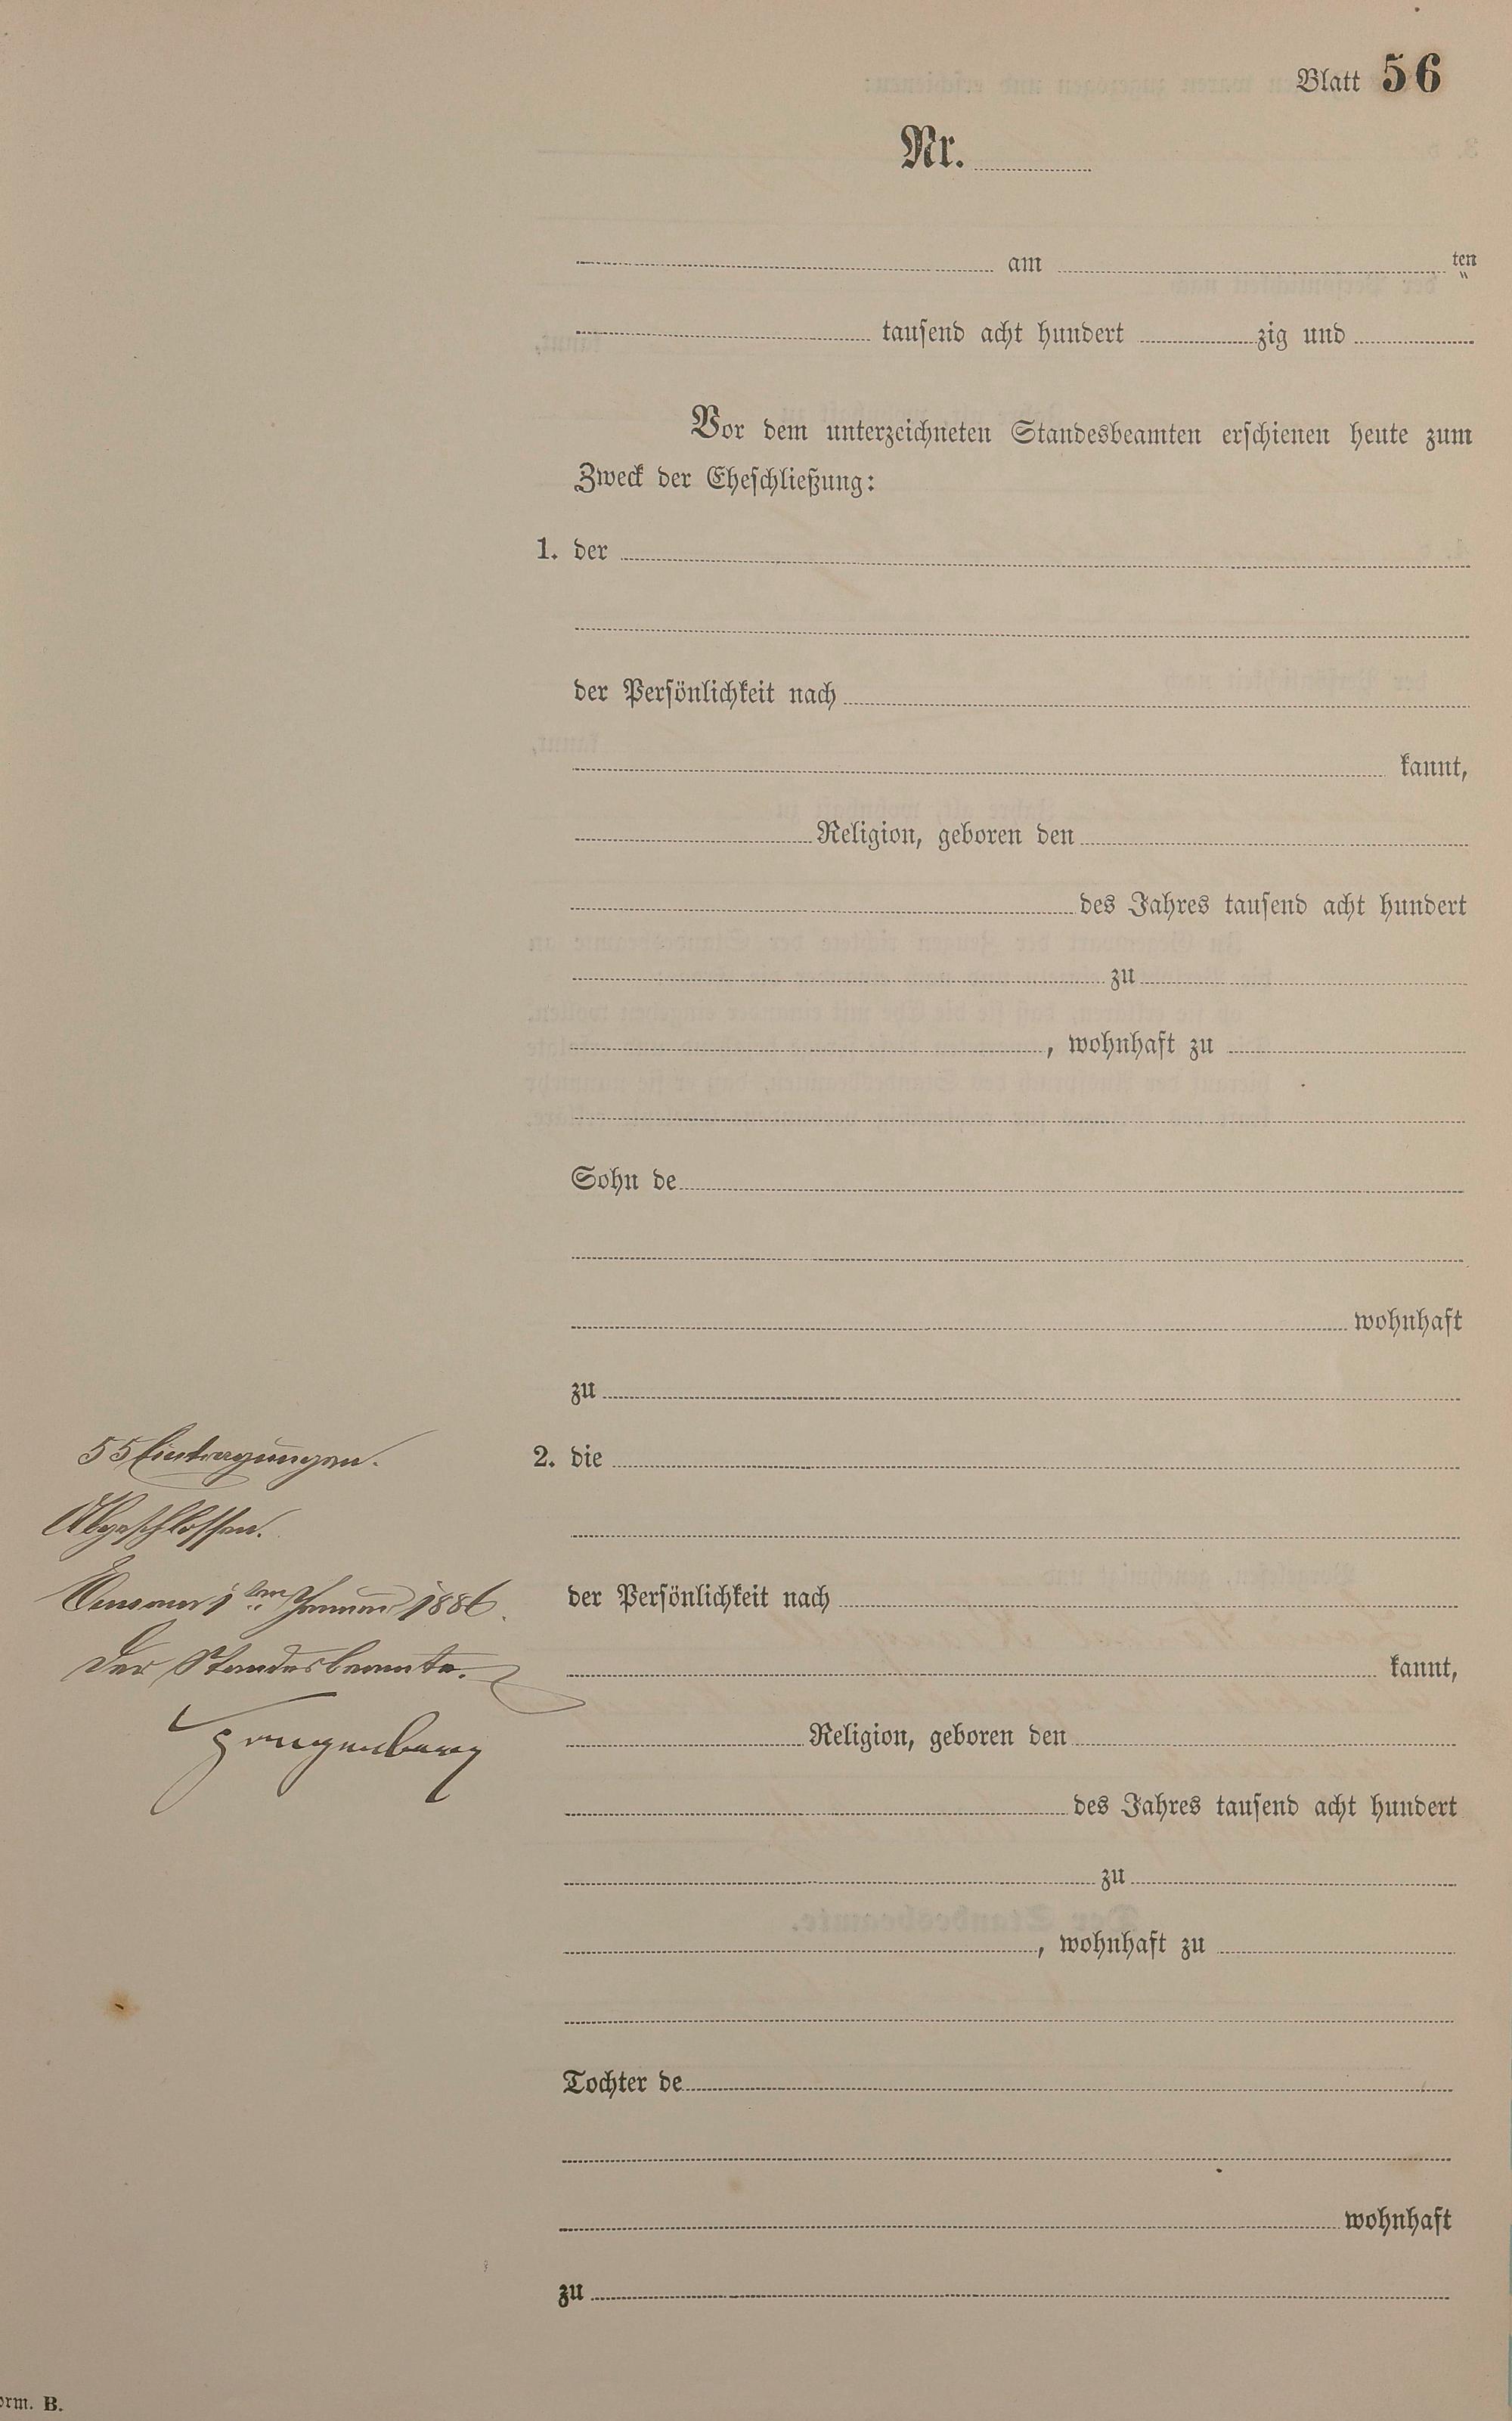 Blatt 56
Nr.
am ten
tausend acht hundert zig und
Vor dem unterzeichneten Standesbeamten erschienen heute zum
Zweck der Eheschließung:
1. der
der Persönlichkeit nach
kannt,
Religion, geboren den
des Jahres tausend acht hundert
zu
, wohnhaft zu
Sohn de
wohnhaft
zu
55 Eintragungen.
Abgeschlossen.
1ten Januar 1886.
Der Standesbeamte.
2. die
der Persönlichkeit nach
kannt,
Religion, geboren den
des Jahres tausend acht hundert
zu
, wohnhaft zu
Tochter de
wohnhaft
zu
orm. B.